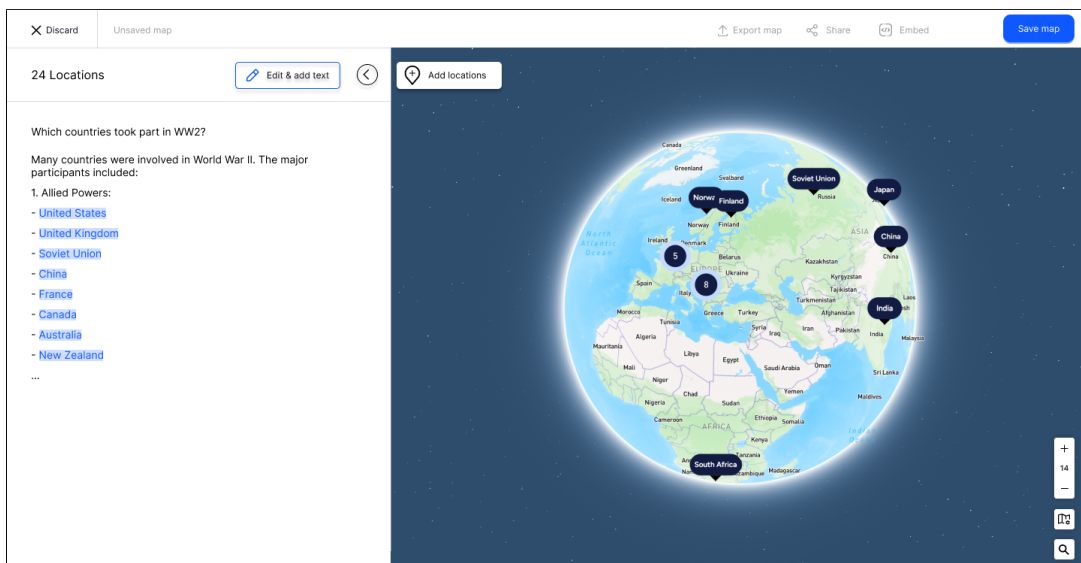 Discard
Unsaved map
Export map
Share
Embed
Save map
24 Locations
Edit & add text
Add locations
Which countries took part in WW2?
Many countries were involved in World War II. The major
participants included:
1. Allied Powers:
- United States
- United Kingdom
- Soviet Union
- China
- France
- Canada
- Australia
- New Zealand
...
Canada
Greenland
Svalbard
Soviet Union
Russia
Japan
Iceland
Finland
Norway
Finland
North
Atlantic
Ocean
Ireland
ASIA
China
China
5
Belarus
Kazakhstan
EUROPE
Ukraine
Kyrgyzstan
8
Spain
Italy
Tajikistan
Turkmenistan
Laos
Morocco
Greece
Turkey
Afghanistan
India
Tunisia
Syria
Iraq
Iran
Pakistan
India
Algeria
Malaysia
Mauritania
Libya
Egypt
Saudi Arabia
Oman
Mali
Niger
Sri Lanka
Chad
Yemen
Maldives
Nigeria
Sudan
Cameroon
Ethiopia
Somalia
AFRICA
Kenya
South Africa
Madagascar
+
14
−